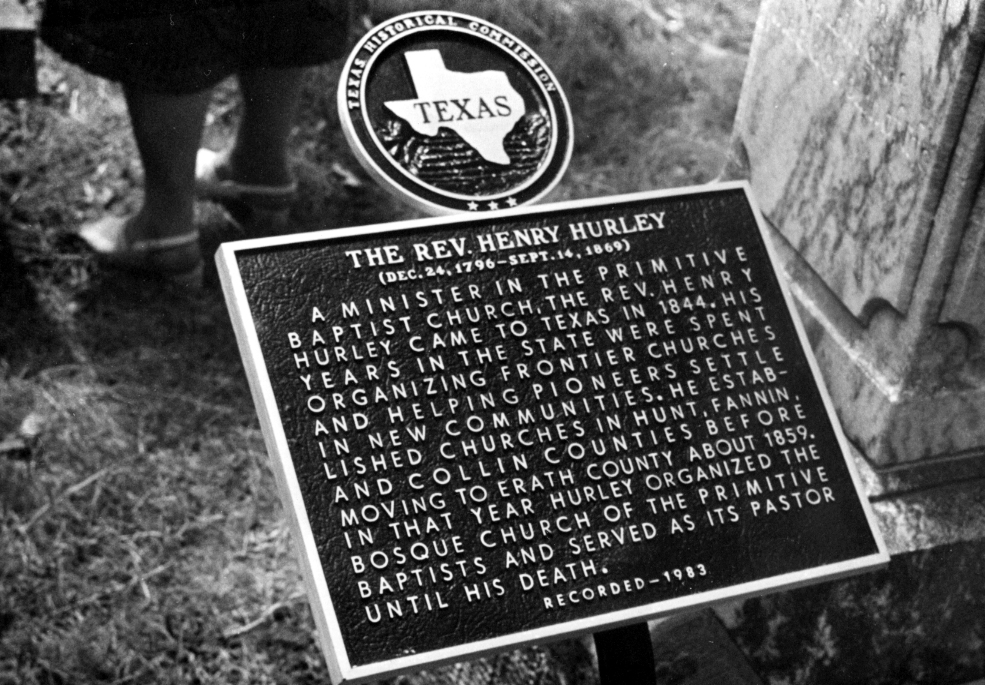 TEXAS HISTORICAL COMMISSION
TEXAS
THE REV. HENRY HURLEY
(DEC. 24, 1796–SEPT. 14, 1869)
A MINISTER IN THE PRIMITIVE
BAPTIST CHURCH, THE REV. HENRY
HURLEY CAME TO TEXAS IN 1844. HIS
YEARS IN THE STATE WERE SPENT
ORGANIZING FRONTIER CHURCHES
AND HELPING PIONEERS SETTLE
IN NEW COMMUNITIES. HE ESTAB-
LISHED CHURCHES IN HUNT, FANNIN,
AND COLLIN COUNTIES BEFORE
MOVING TO ERATH COUNTY ABOUT 1859.
IN THAT YEAR HURLEY ORGANIZED THE
BOSQUE CHURCH OF THE PRIMITIVE
BAPTISTS AND SERVED AS ITS PASTOR
UNTIL HIS DEATH.
RECORDED–1983